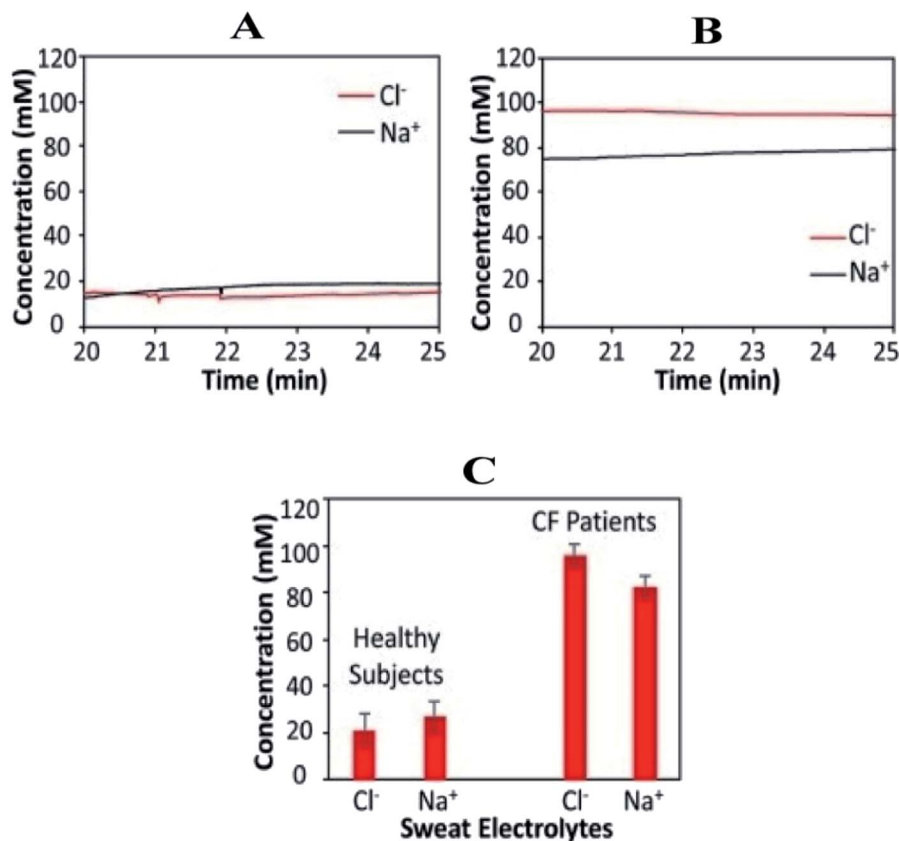 A
Concentration (mM)
120
100
80
60
40
20
0
Cl⁻
Na⁺
20 21 22 23 24 25
Time (min)
B
Concentration (mM)
120
100
80
60
40
20
0
Cl⁻
Na⁺
20 21 22 23 24 25
Time (min)
C
Concentration (mM)
120
100
80
60
40
20
0
Healthy
Subjects
CF Patients
Cl⁻ Na⁺ Cl⁻ Na⁺
Sweat Electrolytes